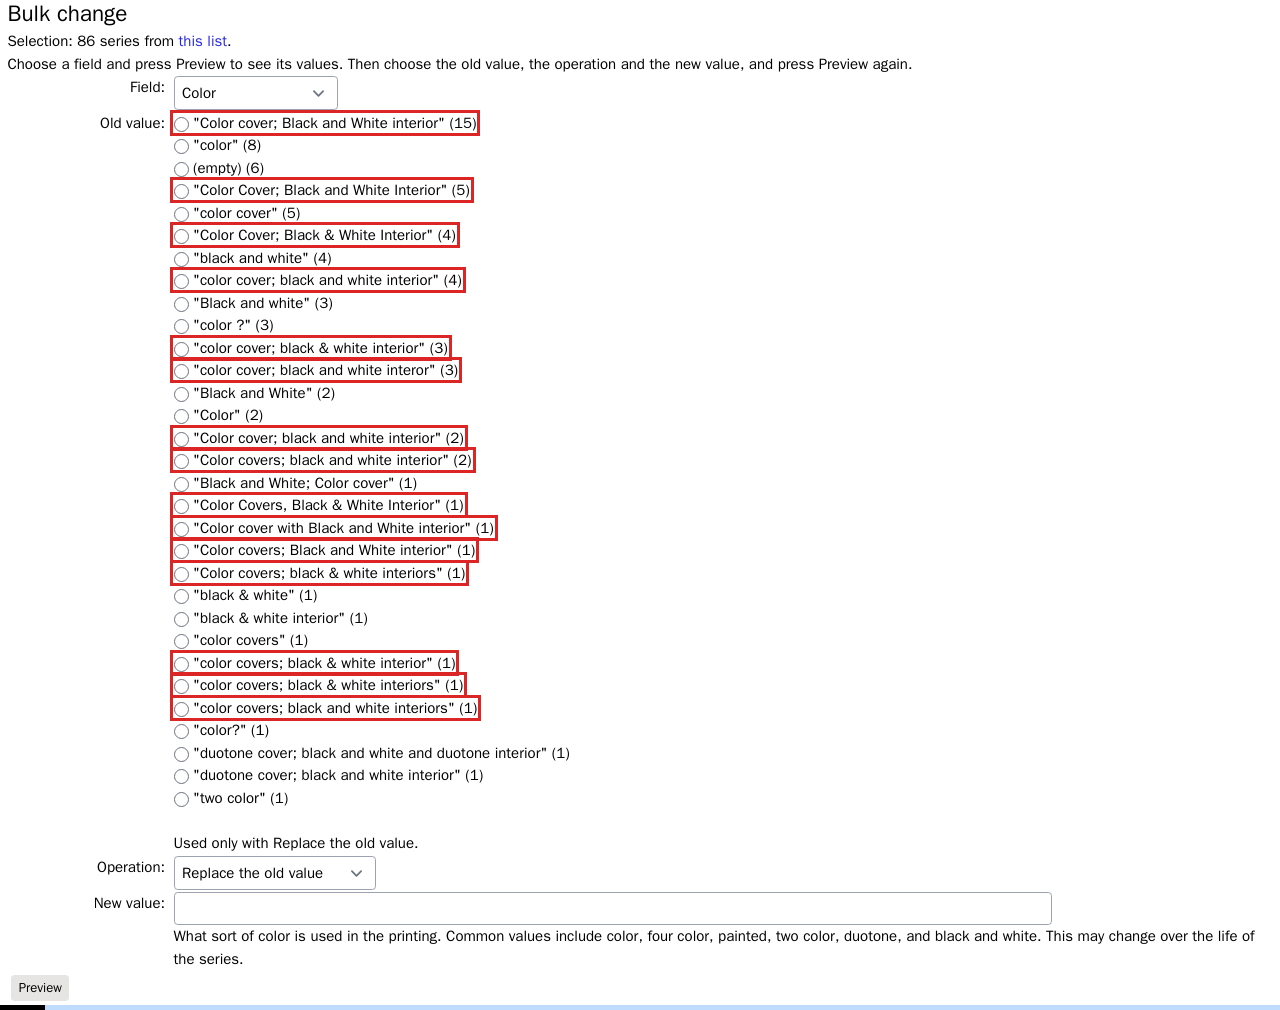 Bulk change
Selection: 86 series from this list.
Choose a field and press Preview to see its values. Then choose the old value, the operation and the new value, and press Preview again.
Field: Color
Old value: "Color cover; Black and White interior" (15)
"color" (8)
(empty) (6)
"Color Cover; Black and White Interior" (5)
"color cover" (5)
"Color Cover; Black & White Interior" (4)
"black and white" (4)
"color cover; black and white interior" (4)
"Black and white" (3)
"color ?" (3)
"color cover; black & white interior" (3)
"color cover; black and white interor" (3)
"Black and White" (2)
"Color" (2)
"Color cover; black and white interior" (2)
"Color covers; black and white interior" (2)
"Black and White; Color cover" (1)
"Color Covers, Black & White Interior" (1)
"Color cover with Black and White interior" (1)
"Color covers; Black and White interior" (1)
"Color covers; black & white interiors" (1)
"black & white" (1)
"black & white interior" (1)
"color covers" (1)
"color covers; black & white interior" (1)
"color covers; black & white interiors" (1)
"color covers; black and white interiors" (1)
"color?" (1)
"duotone cover; black and white and duotone interior" (1)
"duotone cover; black and white interior" (1)
"two color" (1)
Used only with Replace the old value.
Operation: Replace the old value
New value:
What sort of color is used in the printing. Common values include color, four color, painted, two color, duotone, and black and white. This may change over the life of
the series.
Preview